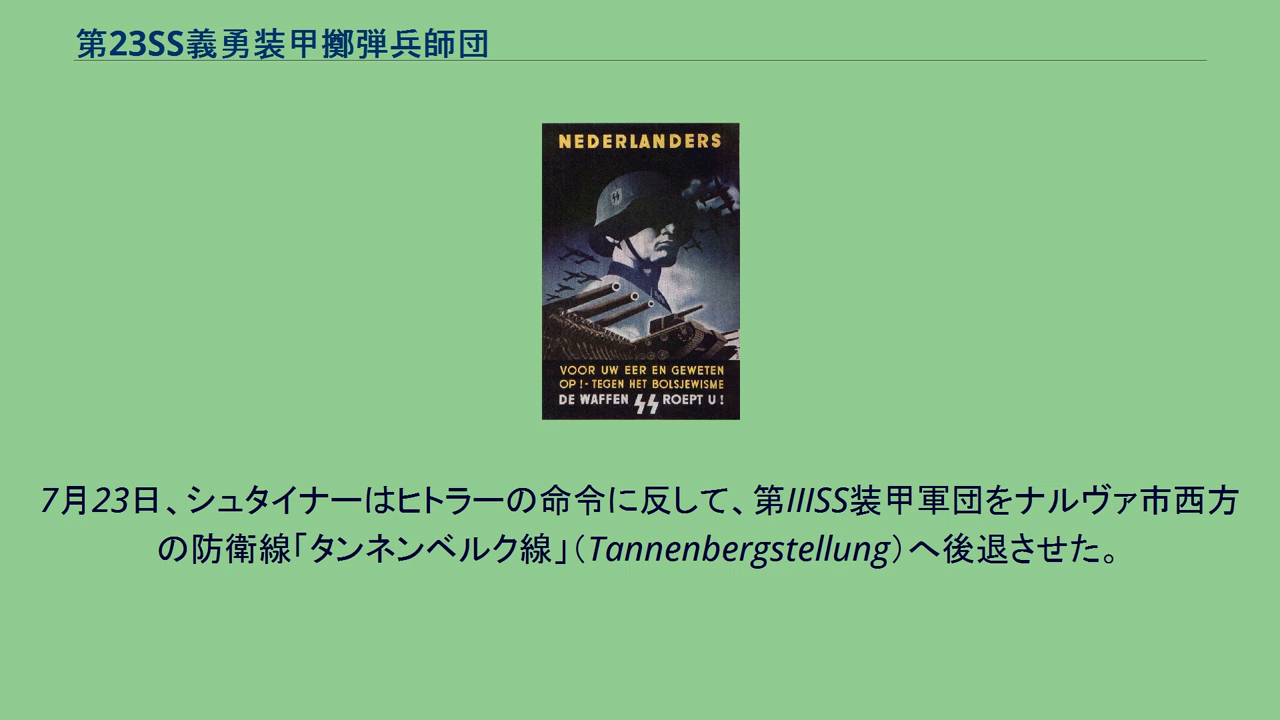 第23SS義勇装甲擲弾兵師団
NEDERLANDERS
VOOR UW EER EN GEWETEN
OP!- TEGEN HET BOLSJEWISME
DE WAFFEN SS ROEPT U!
7月23日、シュタイナーはヒトラーの命令に反して、第IIISS装甲軍団をナルヴァ市西方
の防衛線「タンネンベルク線」（Tannenbergstellung）へ後退させた。